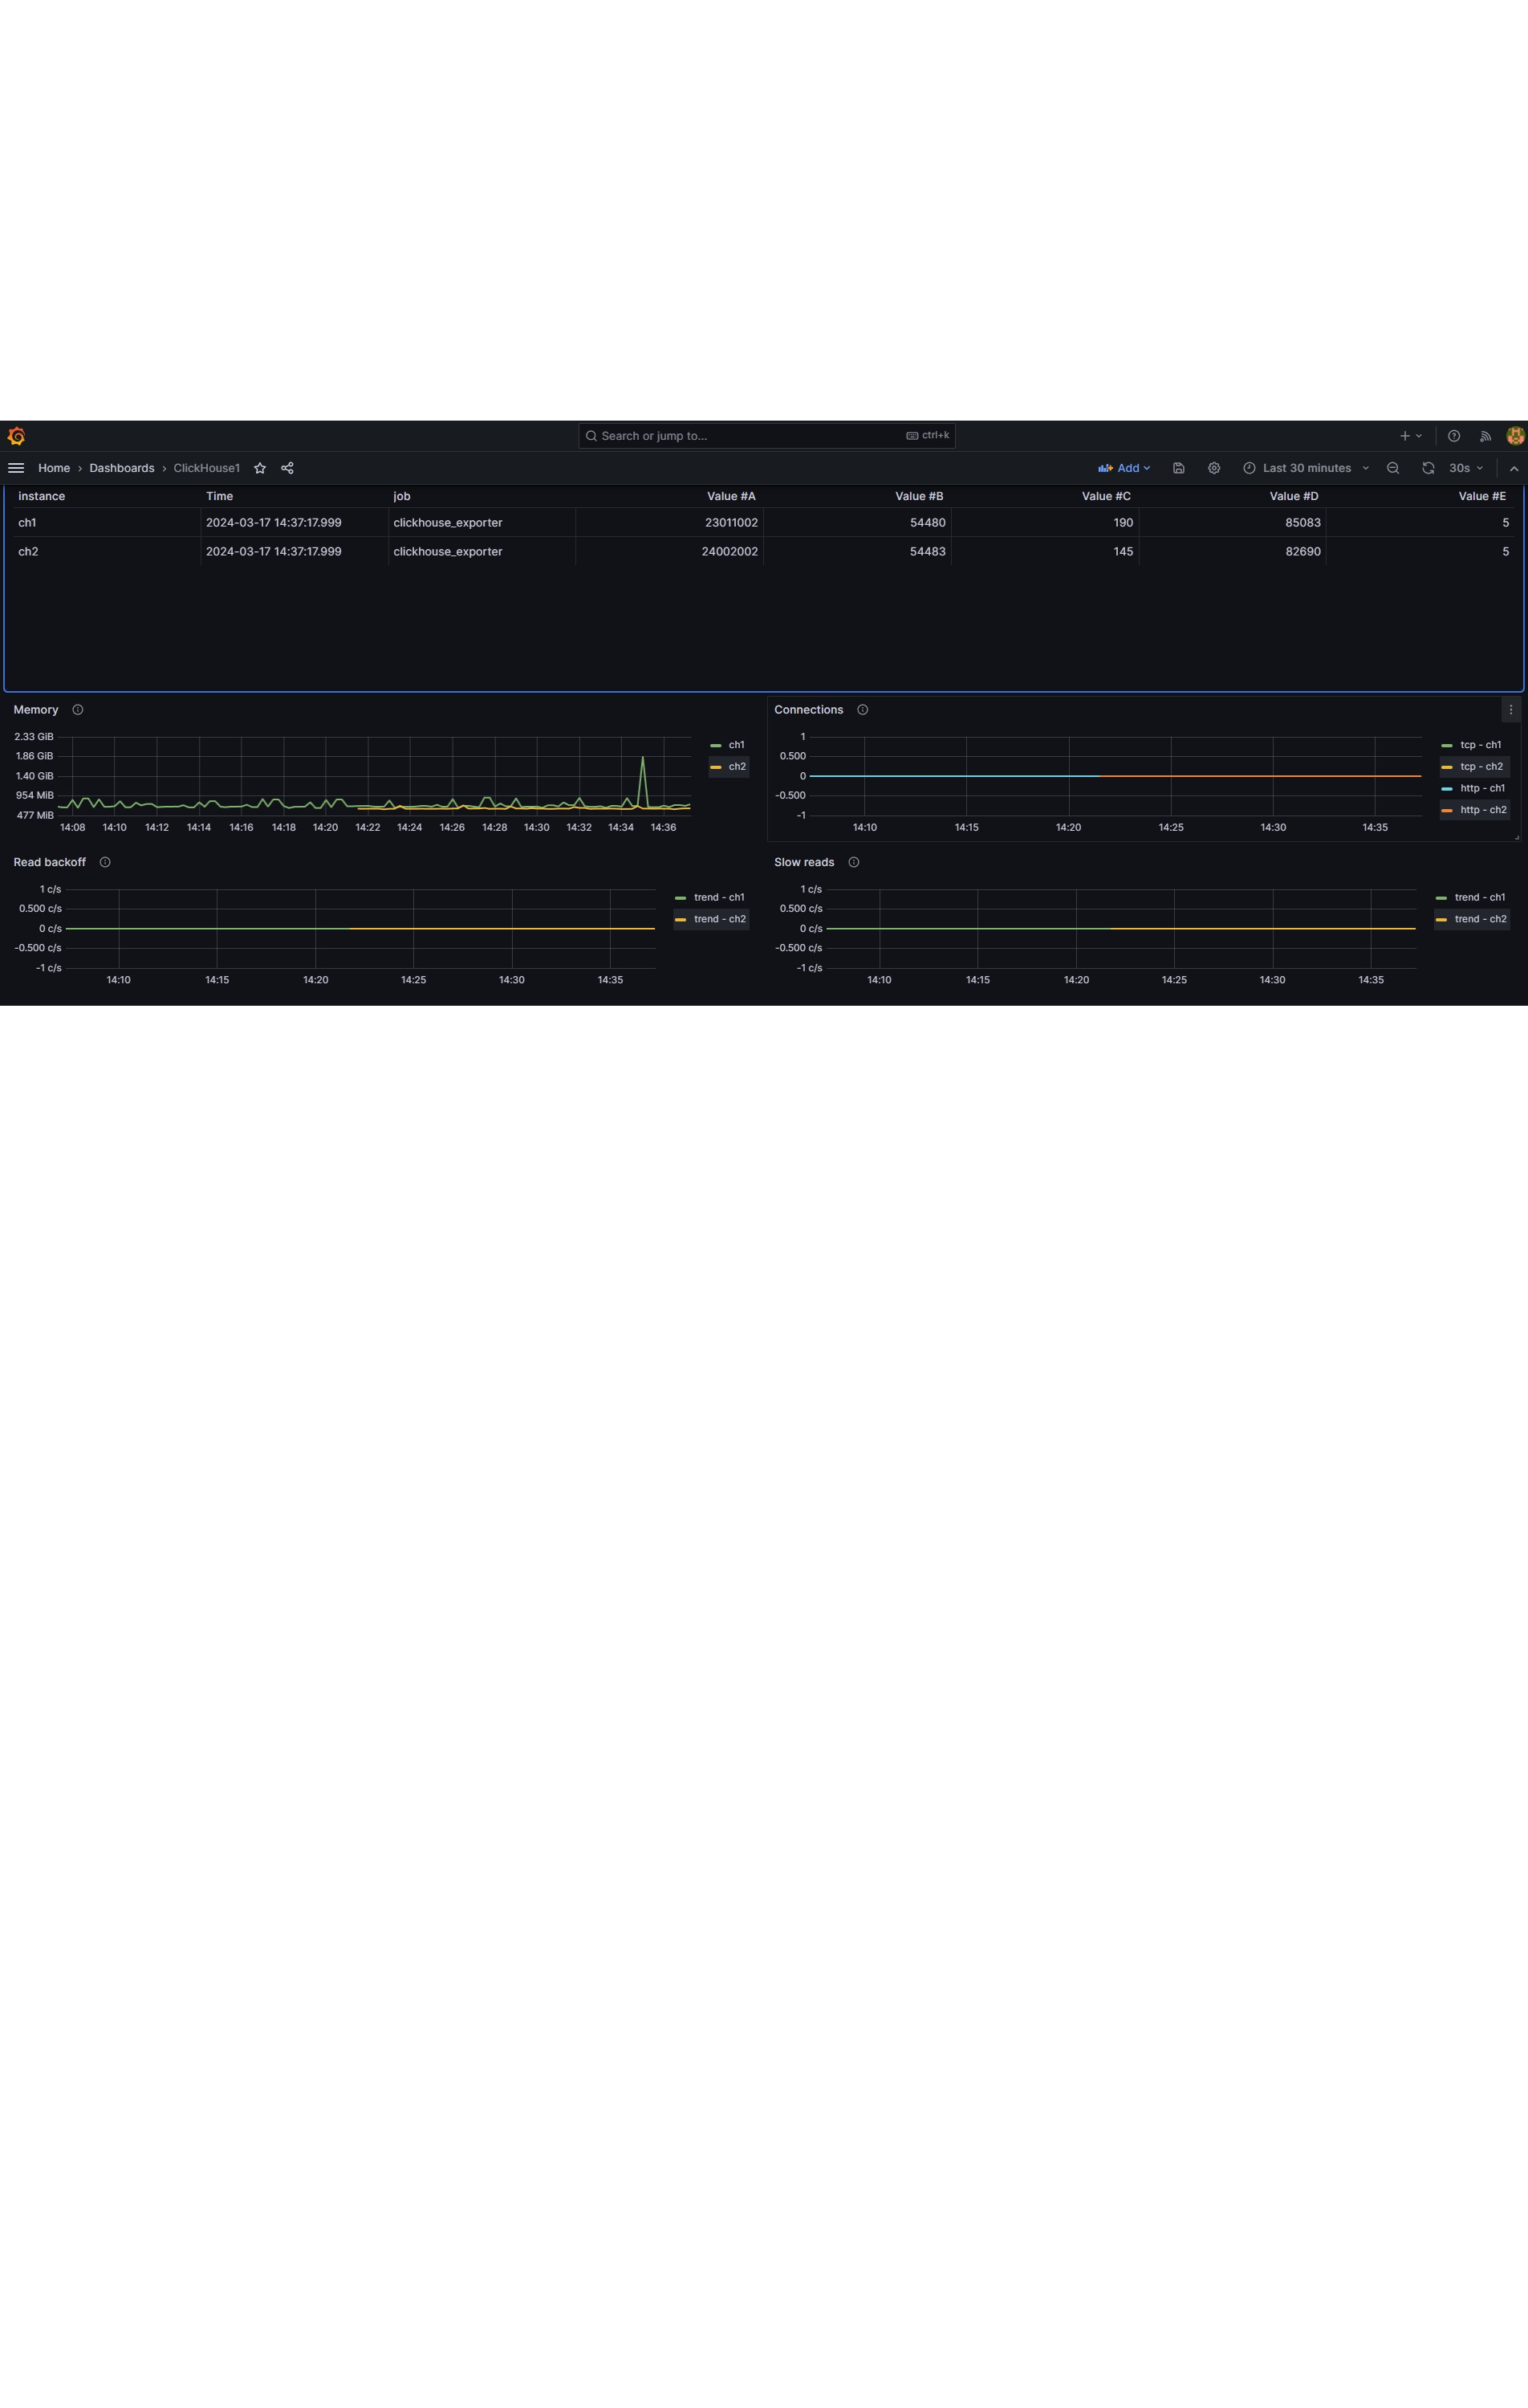 Search or jump to... ctrl+k
Home › Dashboards › ClickHouse1 Add Last 30 minutes 30s
instance Time job Value #A Value #B Value #C Value #D Value #E
ch1 2024-03-17 14:37:17.999 clickhouse_exporter 23011002 54480 190 85083 5
ch2 2024-03-17 14:37:17.999 clickhouse_exporter 24002002 54483 145 82690 5
Memory
2.33 GiB
1.86 GiB
1.40 GiB
954 MiB
477 MiB
14:08 14:10 14:12 14:14 14:16 14:18 14:20 14:22 14:24 14:26 14:28 14:30 14:32 14:34 14:36
ch1
ch2
Connections
1
0.500
0
-0.500
-1
14:10 14:15 14:20 14:25 14:30 14:35
tcp - ch1
tcp - ch2
http - ch1
http - ch2
Read backoff
1 c/s
0.500 c/s
0 c/s
-0.500 c/s
-1 c/s
14:10 14:15 14:20 14:25 14:30 14:35
trend - ch1
trend - ch2
Slow reads
1 c/s
0.500 c/s
0 c/s
-0.500 c/s
-1 c/s
14:10 14:15 14:20 14:25 14:30 14:35
trend - ch1
trend - ch2